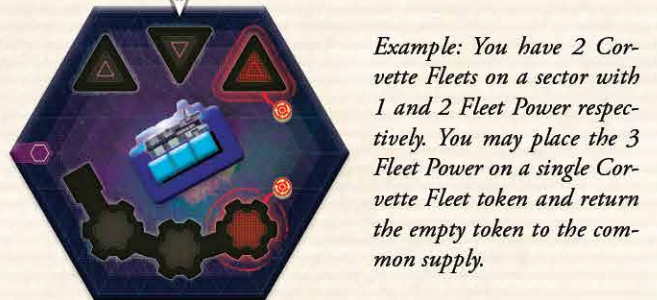 Example: You have 2 Cor-
vette Fleets on a sector with
1 and 2 Fleet Power respec-
tively. You may place the 3
Fleet Power on a single Cor-
vette Fleet token and return
the empty token to the com-
mon supply.